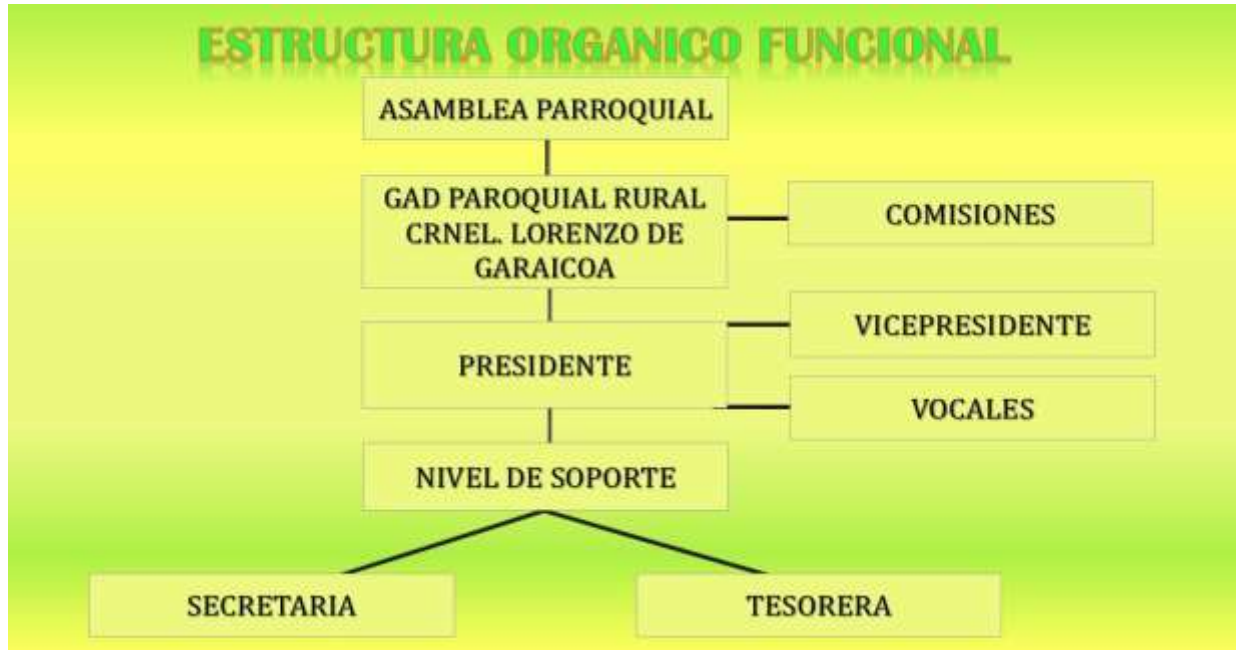 ESTRUCTURA ORGANICO FUNCIONAL
ASAMBLEA PARROQUIAL
GAD PAROQUIAL RURAL
CRNEL. LORENZO DE
GARAICOA
COMISIONES
VICEPRESIDENTE
PRESIDENTE
VOCALES
NIVEL DE SOPORTE
SECRETARIA
TESORERA